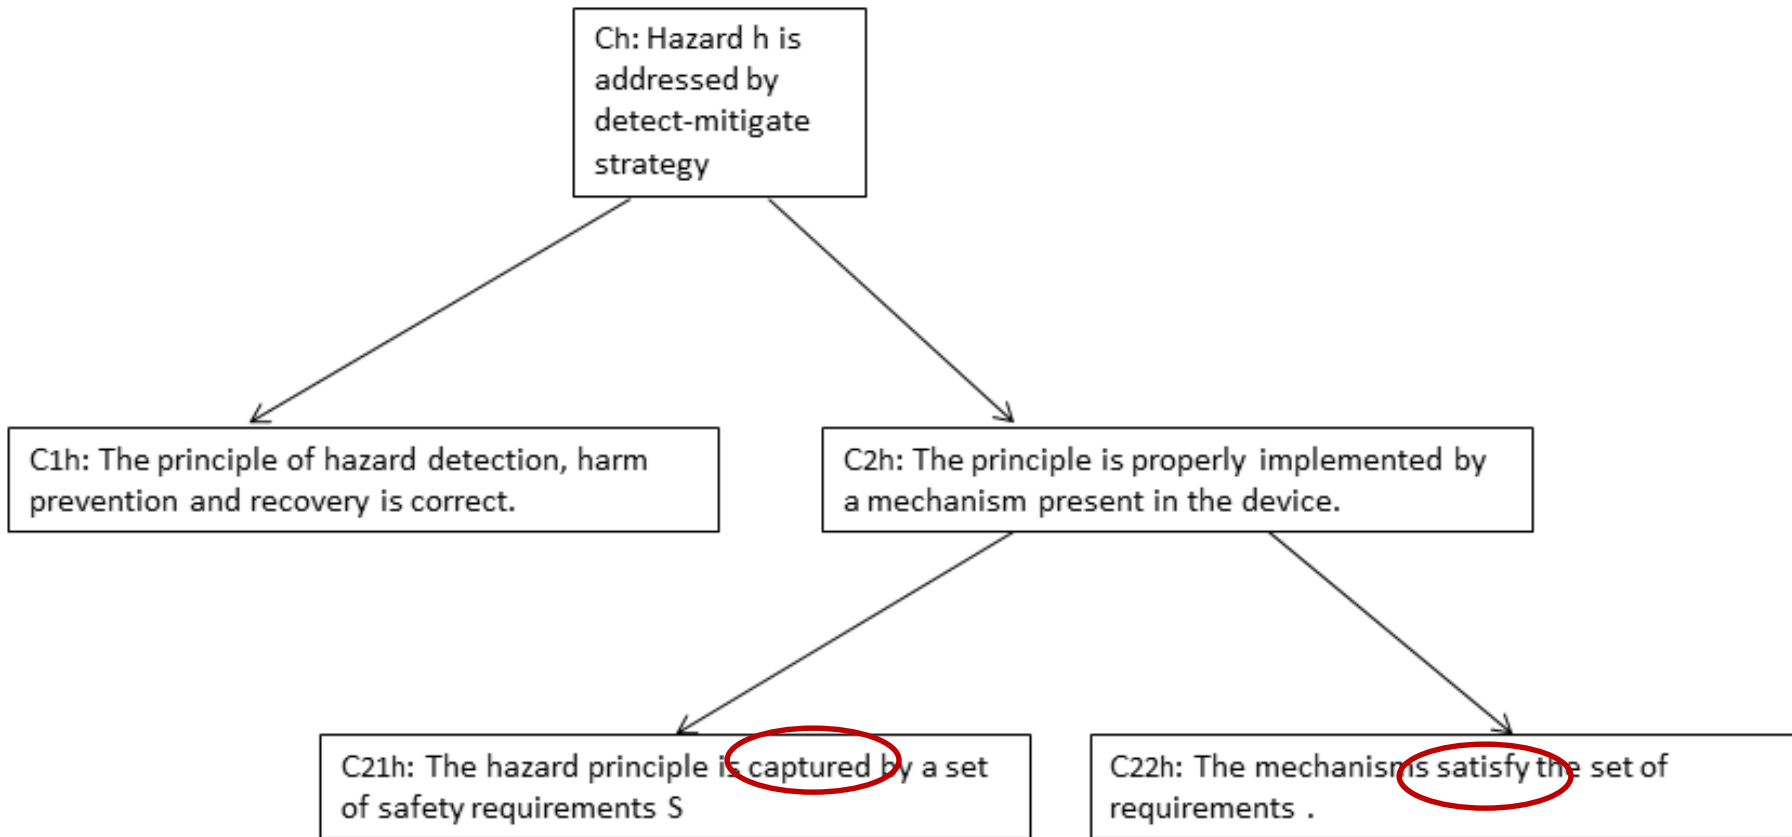 Ch: Hazard h is
addressed by
detect-mitigate
strategy
C1h: The principle of hazard detection, harm
prevention and recovery is correct.
C2h: The principle is properly implemented by
a mechanism present in the device.
C21h: The hazard principle is captured by a set
of safety requirements S
C22h: The mechanisms satisfy the set of
requirements .